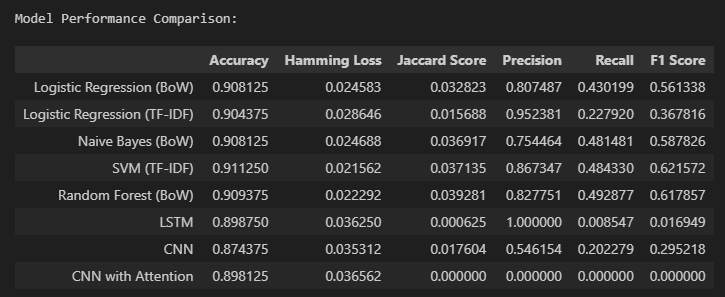 Model Performance Comparison:
Accuracy Hamming Loss Jaccard Score Precision Recall F1 Score
Logistic Regression (BoW) 0.908125 0.024583 0.032823 0.807487 0.430199 0.561338
Logistic Regression (TF-IDF) 0.904375 0.028646 0.015688 0.952381 0.227920 0.367816
Naive Bayes (BoW) 0.908125 0.024688 0.036917 0.754464 0.481481 0.587826
SVM (TF-IDF) 0.911250 0.021562 0.037135 0.867347 0.484330 0.621572
Random Forest (BoW) 0.909375 0.022292 0.039281 0.827751 0.492877 0.617857
LSTM 0.898750 0.036250 0.000625 1.000000 0.008547 0.016949
CNN 0.874375 0.035312 0.017604 0.546154 0.202279 0.295218
CNN with Attention 0.898125 0.036562 0.000000 0.000000 0.000000 0.000000